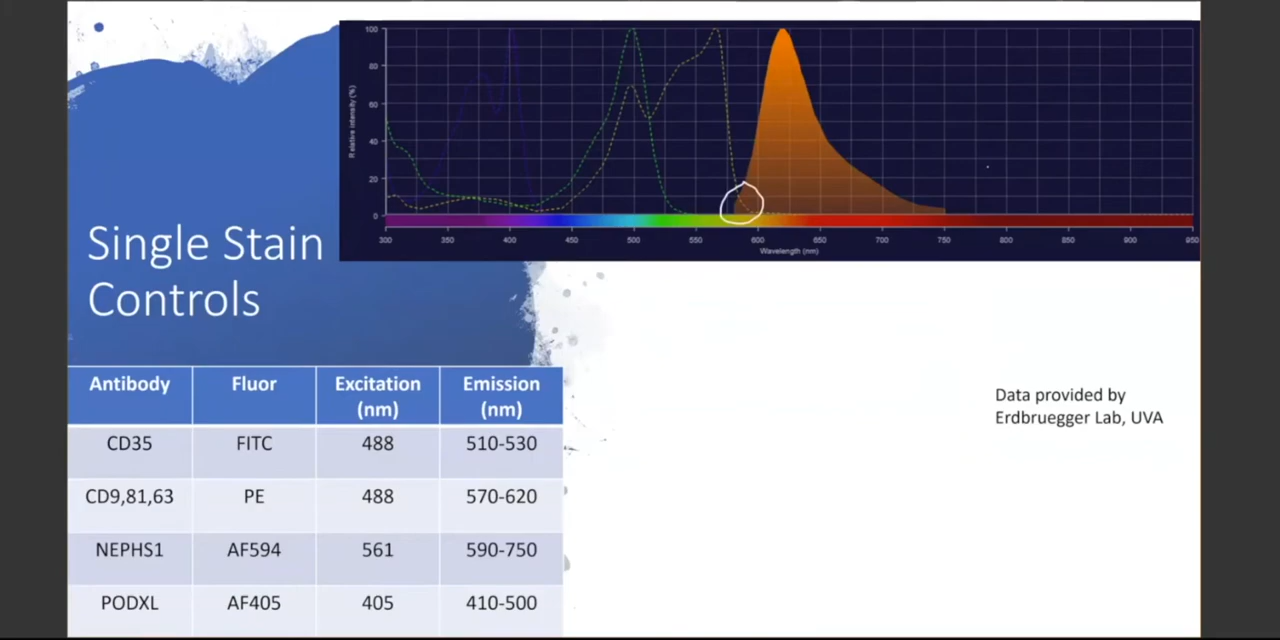 Relative Intensity (%)
100
80
60
40
20
0
300 350 400 450 500 550 600 650 700 750 800 850 900 950
Wavelength (nm)
Single Stain
Controls
Antibody Fluor Excitation (nm) Emission (nm)
CD35 FITC 488 510-530
CD9,81,63 PE 488 570-620
NEPHS1 AF594 561 590-750
PODXL AF405 405 410-500
Data provided by
Erdbruegger Lab, UVA